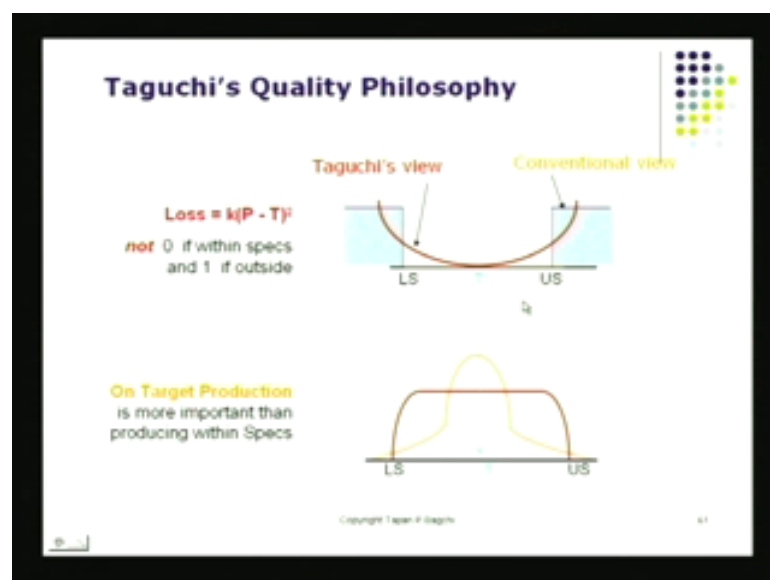 Taguchi's Quality Philosophy
Taguchi's view
Conventional view
Loss = k(P - T)²
not 0 if within specs
and 1 if outside
LS
T
US
On Target Production
is more important than
producing within Specs
LS
T
US
Copyright Tapan P Bagchi